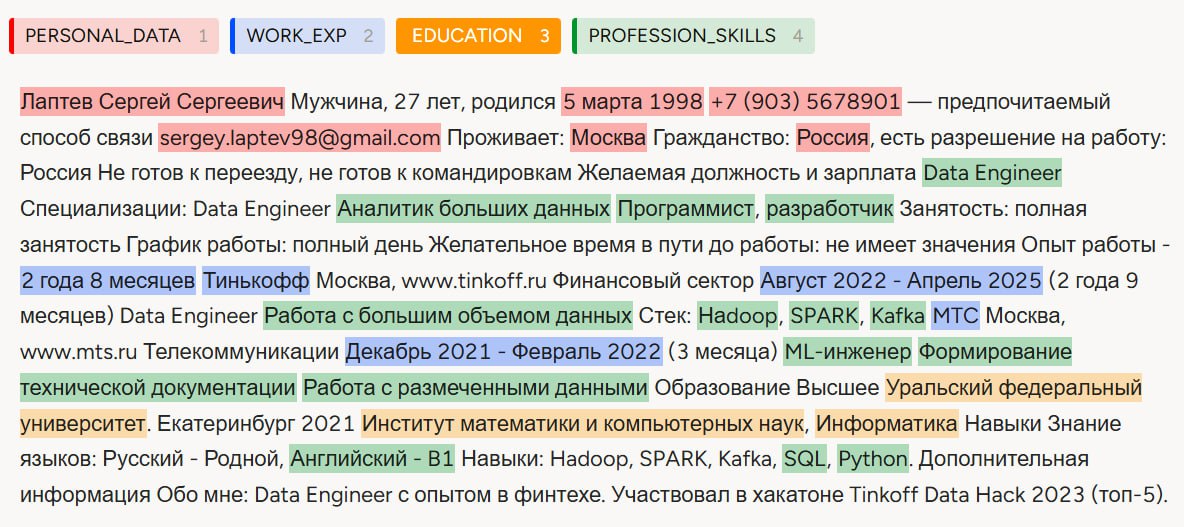 PERSONAL_DATA 1 WORK_EXP 2 EDUCATION 3 PROFESSION_SKILLS 4
Лаптев Сергей Сергеевич Мужчина, 27 лет, родился 5 марта 1998 +7 (903) 5678901 — предпочитаемый
способ связи sergey.laptev98@gmail.com Проживает: Москва Гражданство: Россия, есть разрешение на работу:
Россия Не готов к переезду, не готов к командировкам Желаемая должность и зарплата Data Engineer
Специализации: Data Engineer Аналитик больших данных Программист, разработчик Занятость: полная
занятость График работы: полный день Желательное время в пути до работы: не имеет значения Опыт работы -
2 года 8 месяцев Тинькофф Москва, www.tinkoff.ru Финансовый сектор Август 2022 - Апрель 2025 (2 года 9
месяцев) Data Engineer Работа с большим объемом данных Стек: Hadoop, SPARK, Kafka МТС Москва,
www.mts.ru Телекоммуникации Декабрь 2021 - Февраль 2022 (3 месяца) ML-инженер Формирование
технической документации Работа с размеченными данными Образование Высшее Уральский федеральный
университет. Екатеринбург 2021 Институт математики и компьютерных наук, Информатика Навыки Знание
языков: Русский - Родной, Английский - B1 Навыки: Hadoop, SPARK, Kafka, SQL, Python. Дополнительная
информация Обо мне: Data Engineer с опытом в финтехе. Участвовал в хакатоне Tinkoff Data Hack 2023 (топ-5).